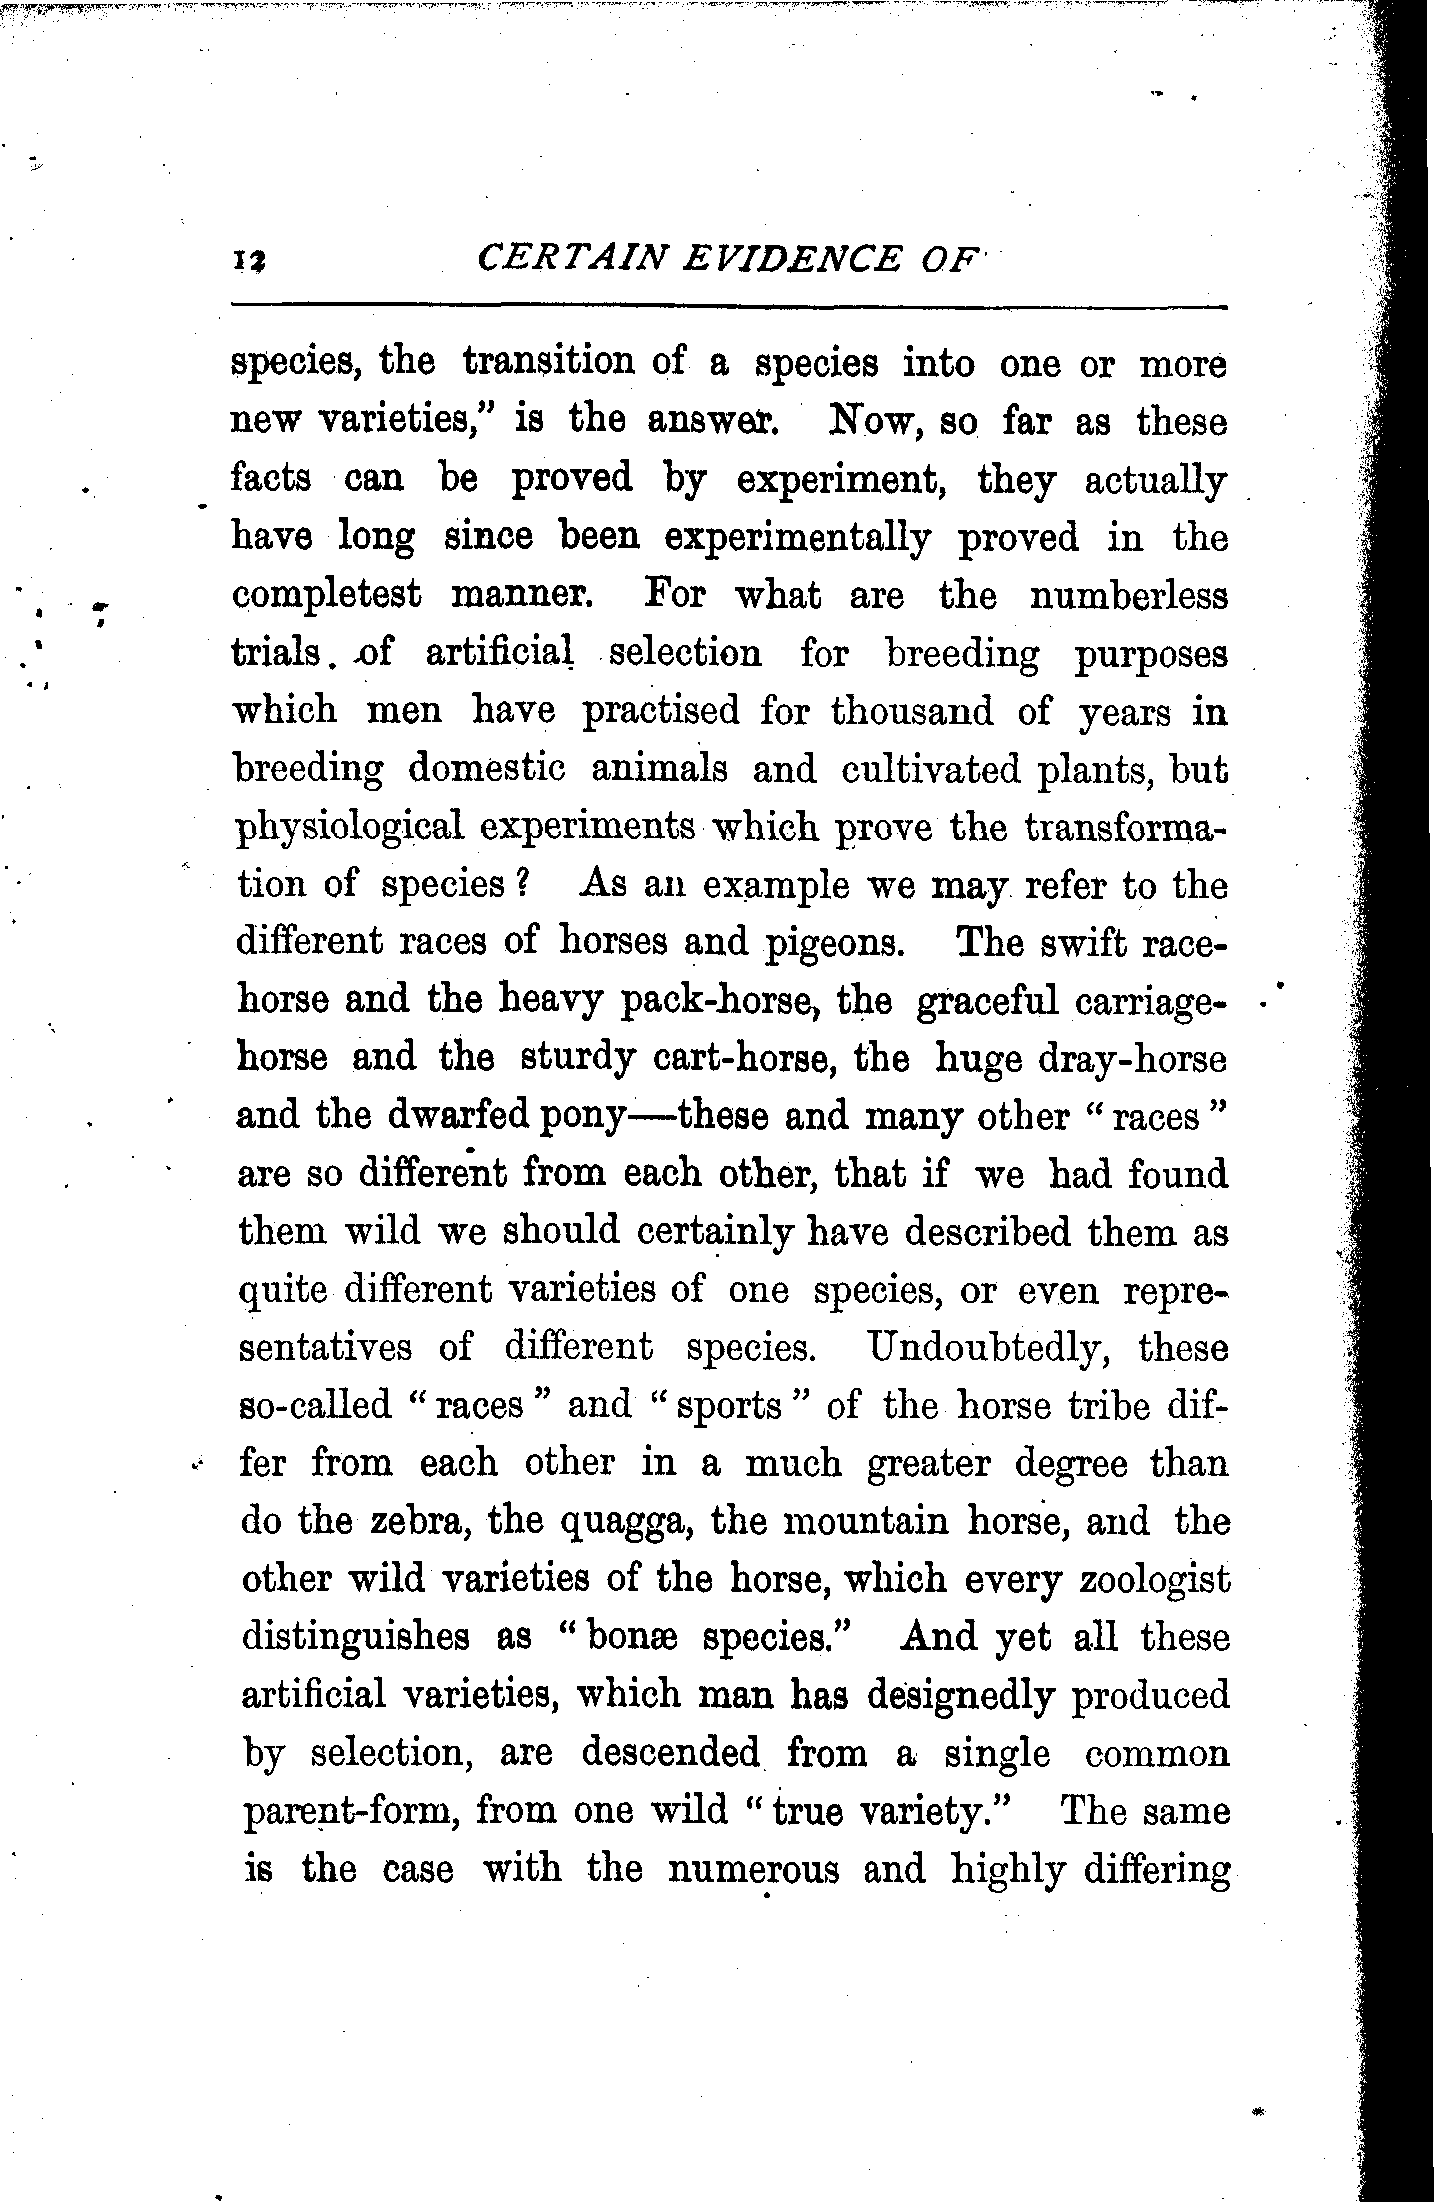 12 CERTAIN EVIDENCE OF
species, the transition of a species into one or more
new varieties,” is the answer. Now, so far as these
facts can be proved by experiment, they actually
have long since been experimentally proved in the
completest manner. For what are the numberless
trials of artificial selection for breeding purposes
which men have practised for thousand of years in
breeding domestic animals and cultivated plants, but
physiological experiments which prove the transforma-
tion of species? As an example we may refer to the
different races of horses and pigeons. The swift race-
horse and the heavy pack-horse, the graceful carriage-
horse and the sturdy cart-horse, the huge dray-horse
and the dwarfed pony—these and many other “races”
are so different from each other, that if we had found
them wild we should certainly have described them as
quite different varieties of one species, or even repre-
sentatives of different species. Undoubtedly, these
so-called “races” and “sports” of the horse tribe dif-
fer from each other in a much greater degree than
do the zebra, the quagga, the mountain horse, and the
other wild varieties of the horse, which every zoologist
distinguishes as “bonæ species.” And yet all these
artificial varieties, which man has designedly produced
by selection, are descended from a single common
parent-form, from one wild “true variety.” The same
is the case with the numerous and highly differing